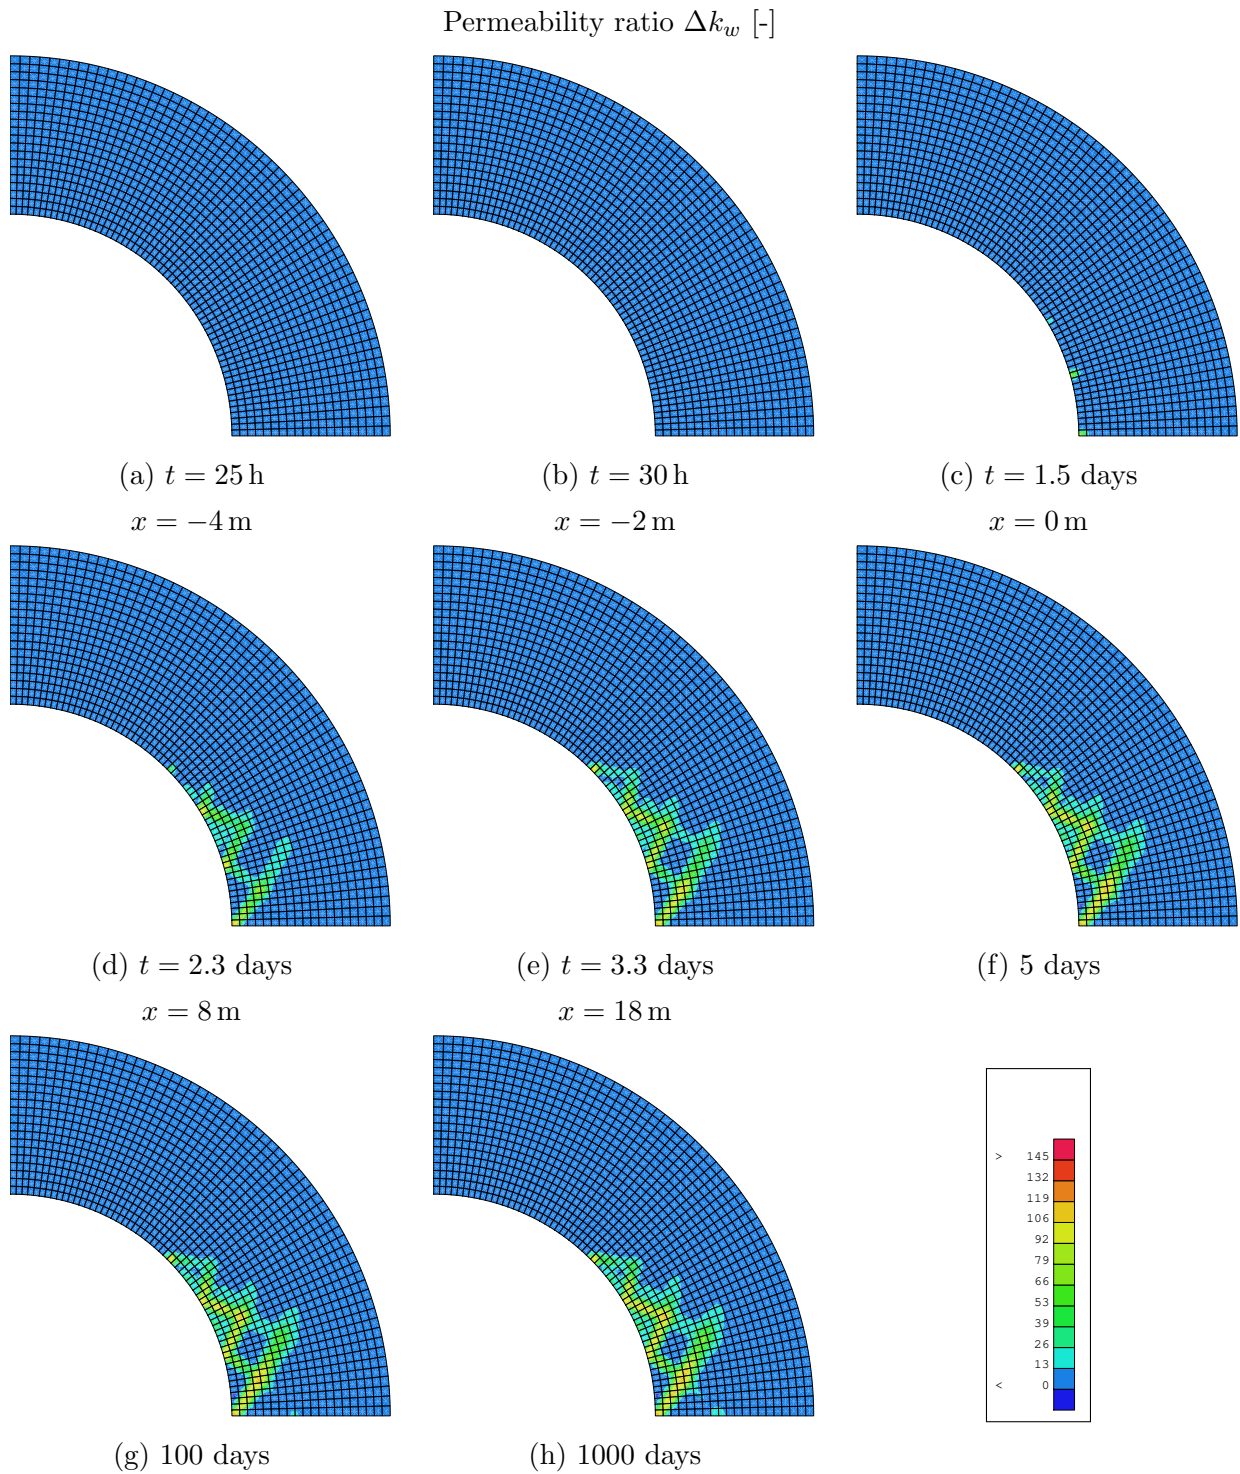 Permeability ratio Δk_w [-]
(a) t = 25 h
(b) t = 30 h
(c) t = 1.5 days
x = −4 m
x = −2 m
x = 0 m
(d) t = 2.3 days
(e) t = 3.3 days
(f) 5 days
x = 8 m
x = 18 m
> 145
132
119
106
92
79
66
53
39
26
13
< 0
(g) 100 days
(h) 1000 days